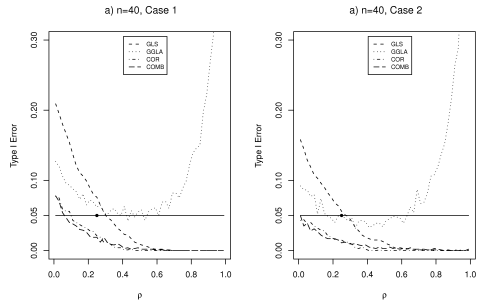 a) n=40, Case 1
Type I Error
0.30
0.20
0.10
0.05
0.00
GLS
GGLA
COR
COMB
0.0 0.2 0.4 0.6 0.8 1.0
ρ
a) n=40, Case 2
Type I Error
0.30
0.20
0.10
0.05
0.00
GLS
GGLA
COR
COMB
0.0 0.2 0.4 0.6 0.8 1.0
ρ